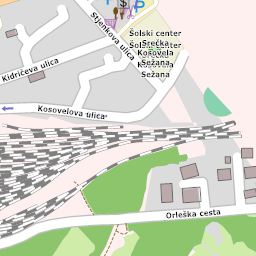 Stjenkova ulica
Šolski center
Srečka
Kosovela
Sežana
Kidričeva ulica
Kosovelova ulica
Orleška cesta